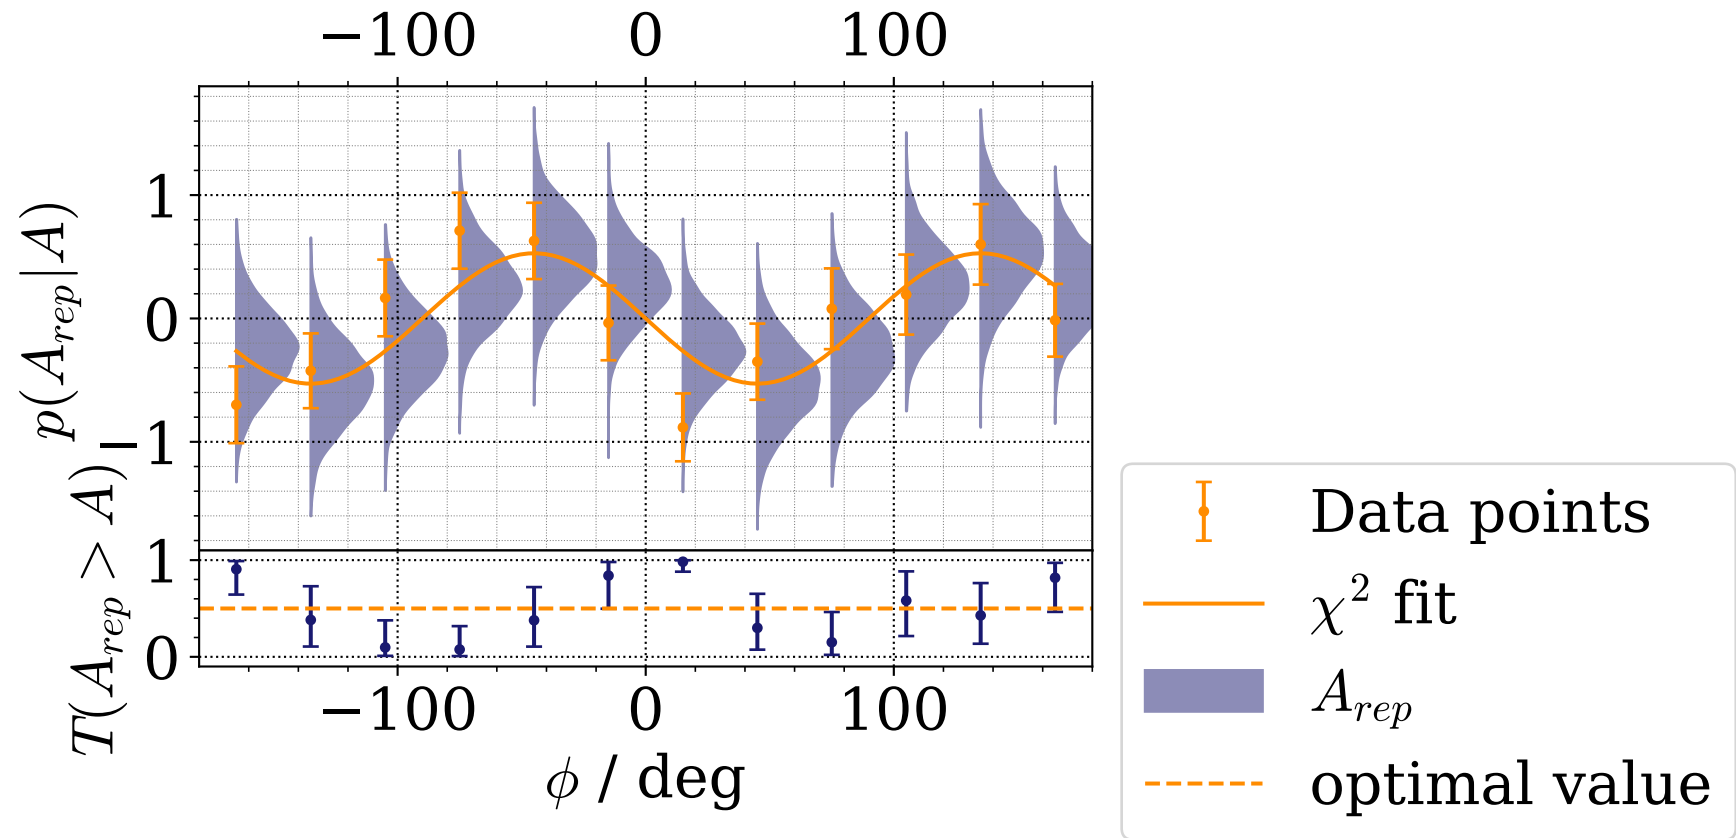 −100 0 100
p(A_rep|A)
1
0
−1
T(A_rep > A)
1
0
−100 0 100
ϕ / deg
Data points
χ² fit
A_rep
optimal value